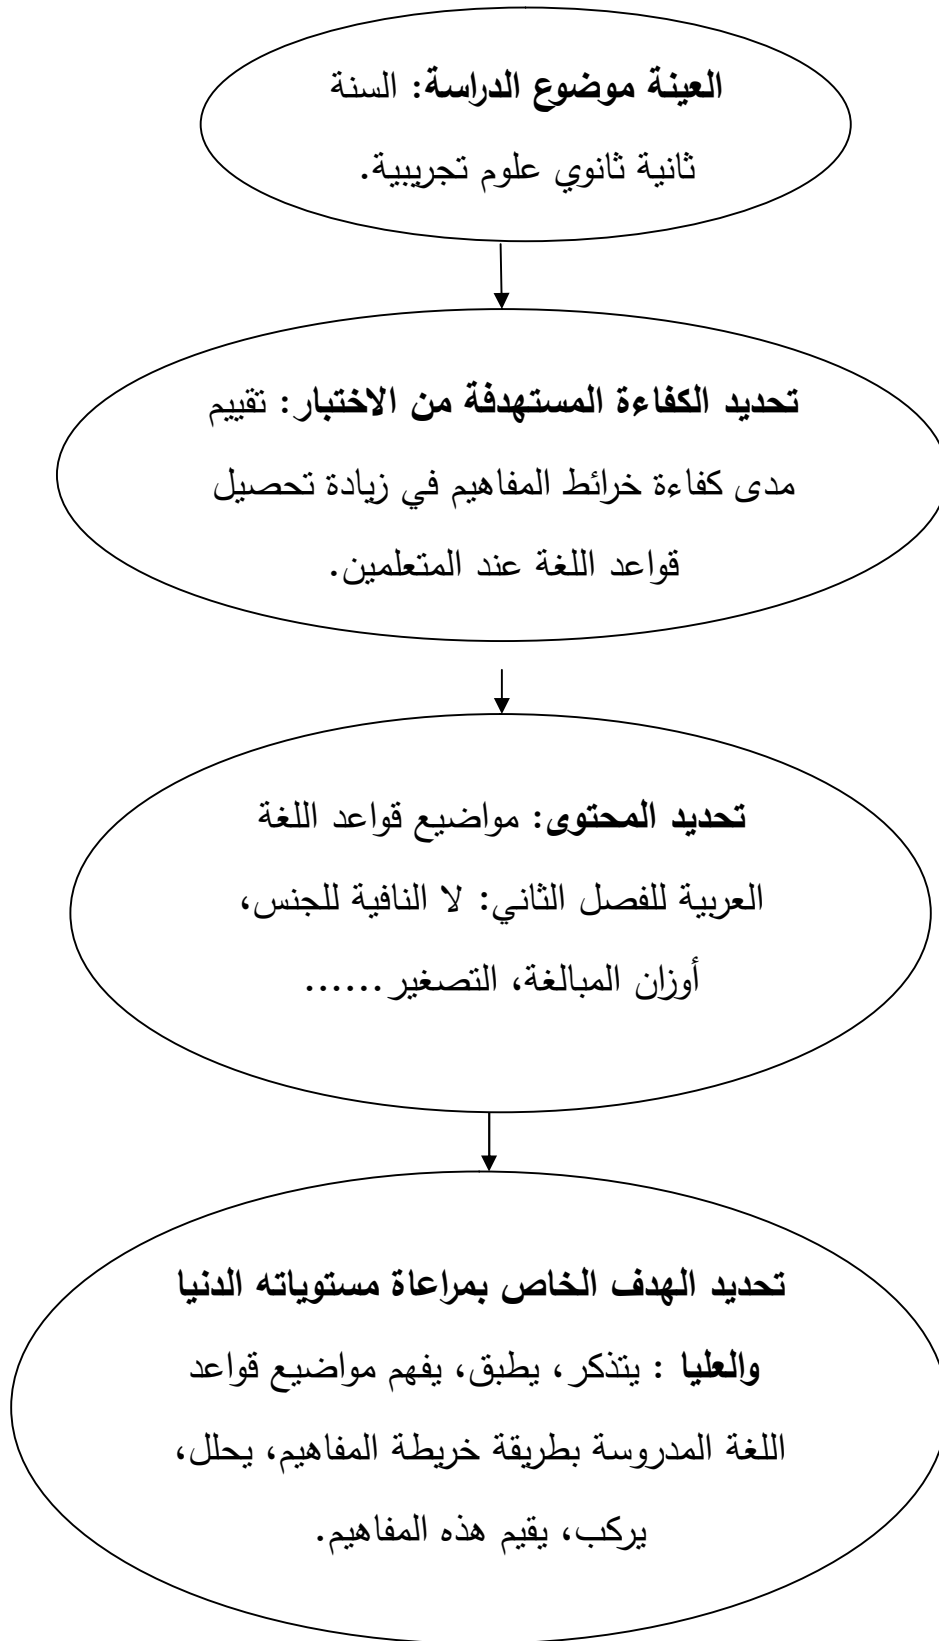 العينة موضوع الدراسة: السنة
ثانية ثانوي علوم تجريبية.
تحديد الكفاءة المستهدفة من الاختبار: تقييم
مدى كفاءة خرائط المفاهيم في زيادة تحصيل
قواعد اللغة عند المتعلمين.
تحديد المحتوى: مواضيع قواعد اللغة
العربية للفصل الثاني: لا النافية للجنس،
أوزان المبالغة، التصغير......
تحديد الهدف الخاص بمراعاة مستوياته الدنيا
والعليا : يتذكر، يطبق، يفهم مواضيع قواعد
اللغة المدروسة بطريقة خريطة المفاهيم، يحلل،
يركب، يقيم هذه المفاهيم.